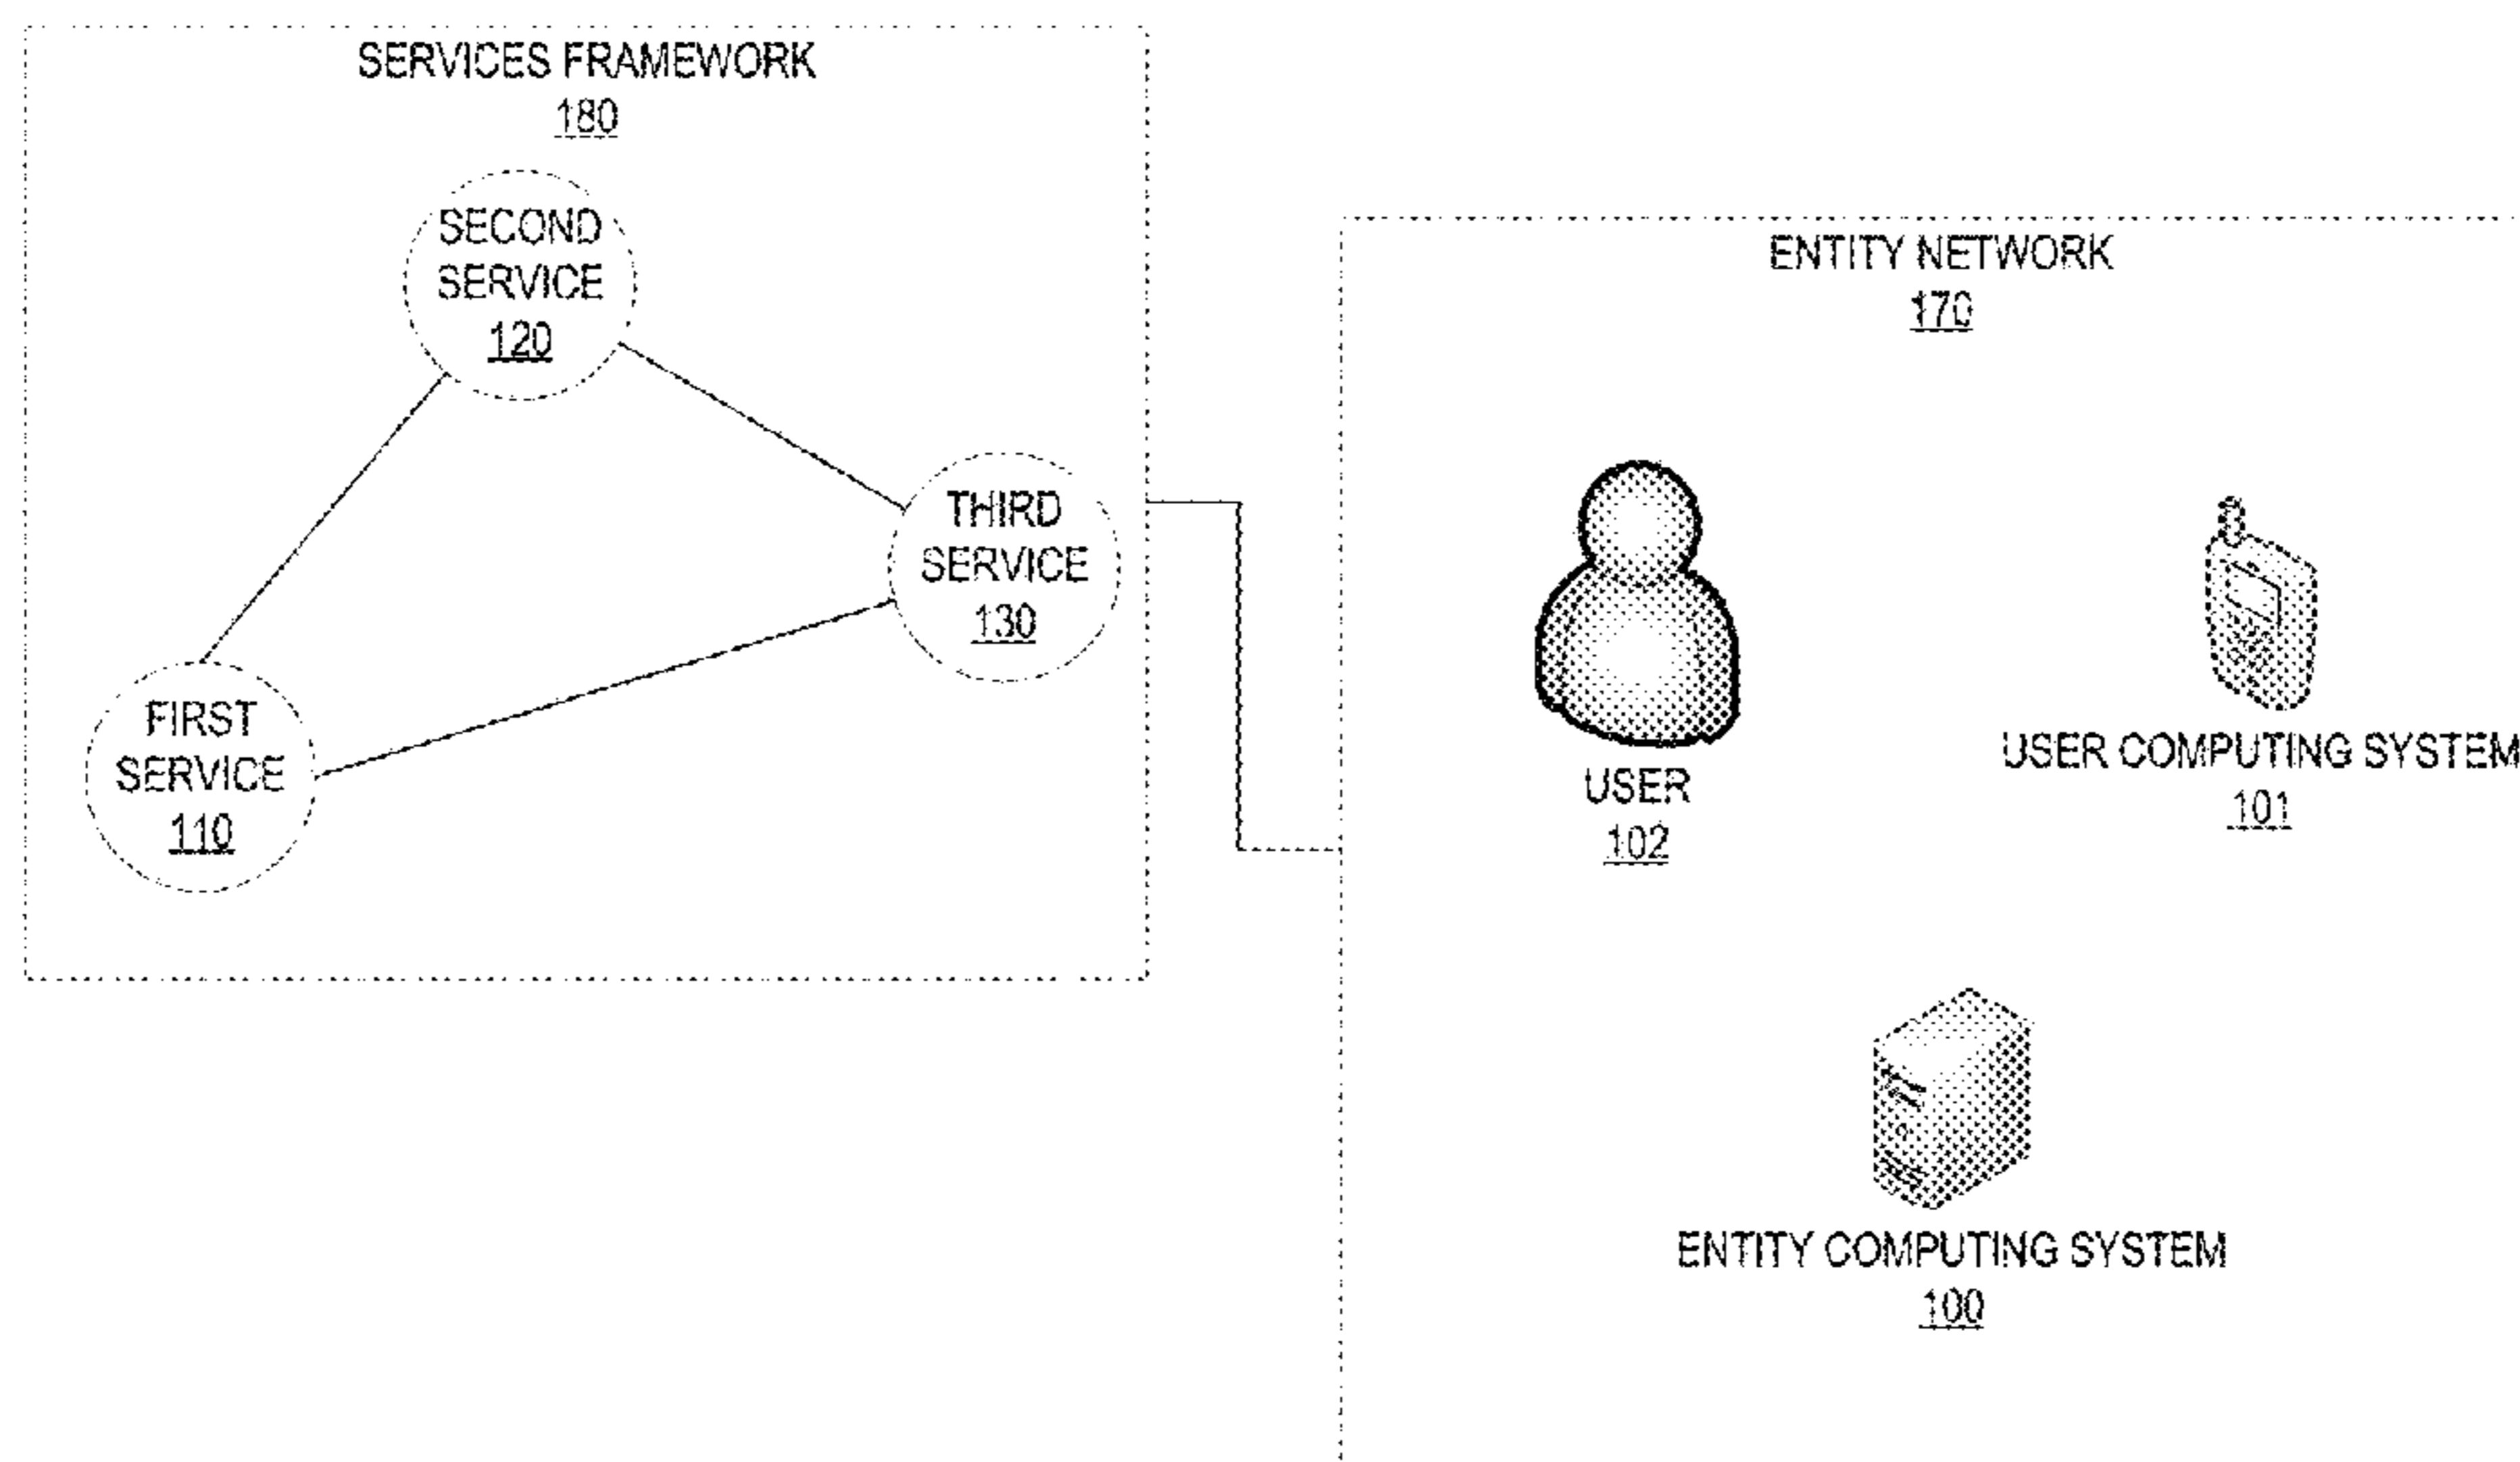 SERVICES FRAMEWORK
180
SECOND
SERVICE
120
THIRD
SERVICE
130
FIRST
SERVICE
110
ENTITY NETWORK
170
USER
102
USER COMPUTING SYSTEM
101
ENTITY COMPUTING SYSTEM
100